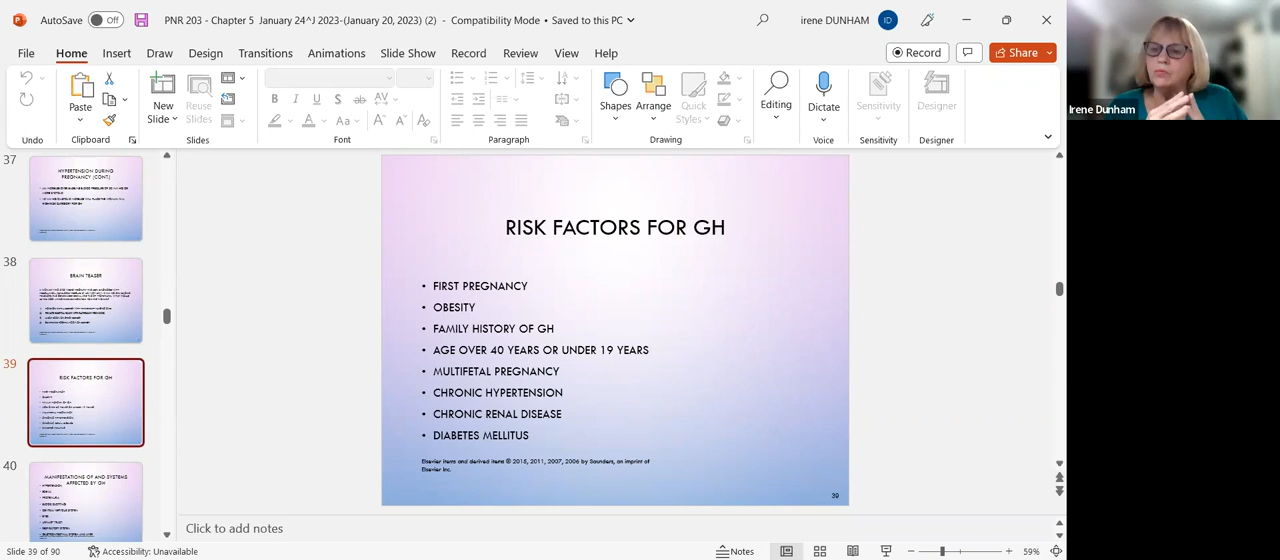 AutoSave Off PNR 203 - Chapter 5 January 24^J 2023-(January 20, 2023) (2) - Compatibility Mode • Saved to this PC irene DUNHAM ID
File Home Insert Draw Design Transitions Animations Slide Show Record Review View Help Record Share
Paste New Slide Reuse Slides Shapes Arrange Quick Styles Editing Dictate Sensitivity Designer
Undo Clipboard Slides Font Paragraph Drawing Voice Sensitivity Designer
Irene Dunham
37
HYPERTENSION DURING
PREGNANCY (CONT)
38
BRAIN TEASER
39
RISK FACTORS FOR GH
40
MANIFESTATIONS OF AND SYSTEMS
AFFECTED BY GH
RISK FACTORS FOR GH
• FIRST PREGNANCY
• OBESITY
• FAMILY HISTORY OF GH
• AGE OVER 40 YEARS OR UNDER 19 YEARS
• MULTIFETAL PREGNANCY
• CHRONIC HYPERTENSION
• CHRONIC RENAL DISEASE
• DIABETES MELLITUS
Elsevier items and derived items © 2015, 2011, 2007, 2006 by Saunders, an imprint of
Elsevier Inc.
39
Click to add notes
Slide 39 of 90 Accessibility: Unavailable Notes 59%